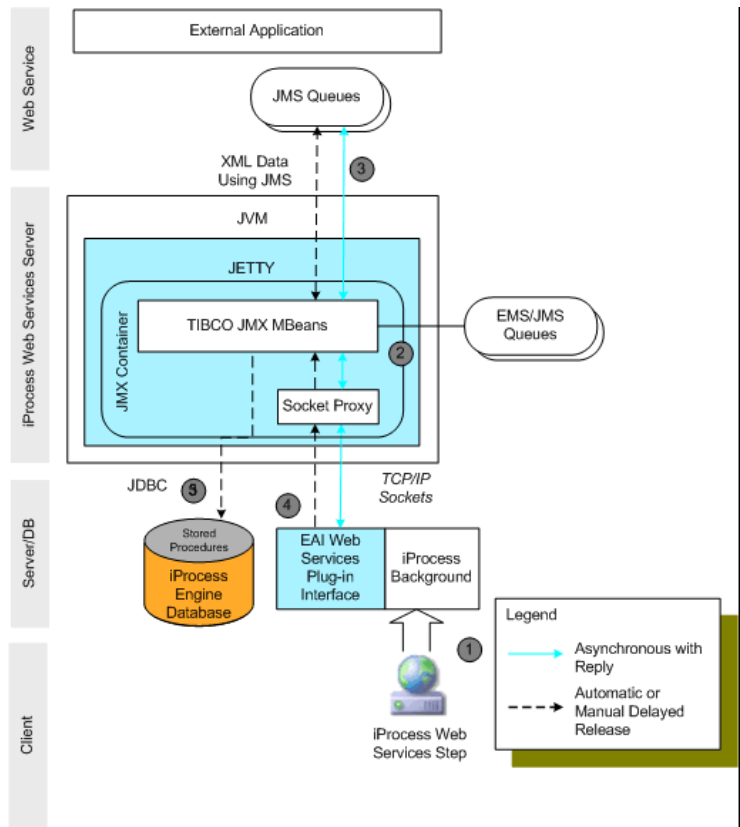 Web Service
External Application
JMS Queues
XML Data
Using JMS
3
iProcess Web Services Server
JVM
JETTY
JMX Container
TIBCO JMX MBeans
EMS/JMS
Queues
2
Socket Proxy
Server/DB
JDBC
TCP/IP
Sockets
4
Stored
Procedures
iProcess
Engine
Database
EAI Web
Services
Plug-in
Interface
iProcess
Background
Client
1
iProcess Web
Services Step
Legend
Asynchronous with
Reply
Automatic or
Manual Delayed
Release